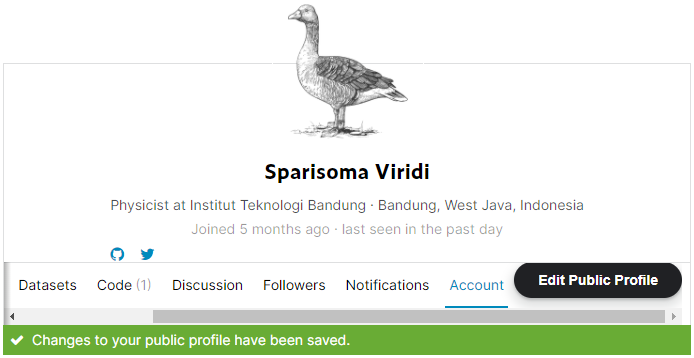 Sparisoma Viridi
Physicist at Institut Teknologi Bandung · Bandung, West Java, Indonesia
Joined 5 months ago · last seen in the past day
Datasets Code (1) Discussion Followers Notifications Account Edit Public Profile
Changes to your public profile have been saved.